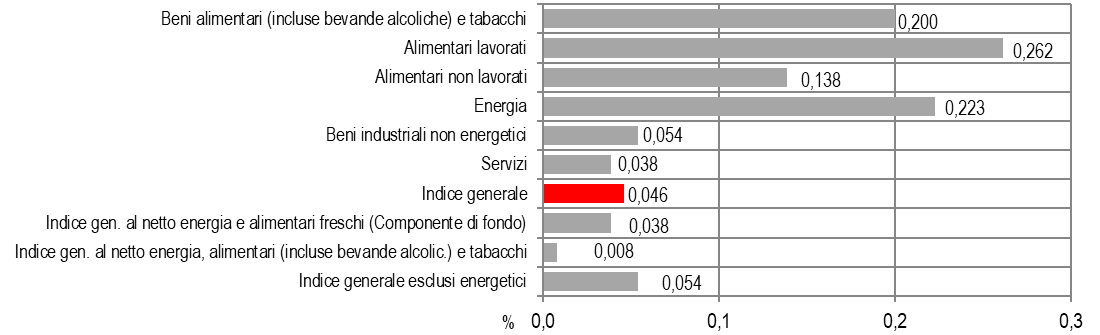 Beni alimentari (incluse bevande alcoliche) e tabacchi 0,200
Alimentari lavorati 0,262
Alimentari non lavorati 0,138
Energia 0,223
Beni industriali non energetici 0,054
Servizi 0,038
Indice generale 0,046
Indice gen. al netto energia e alimentari freschi (Componente di fondo) 0,038
Indice gen. al netto energia, alimentari (incluse bevande alcolic.) e tabacchi 0,008
Indice generale esclusi energetici 0,054
% 0,0 0,1 0,2 0,3